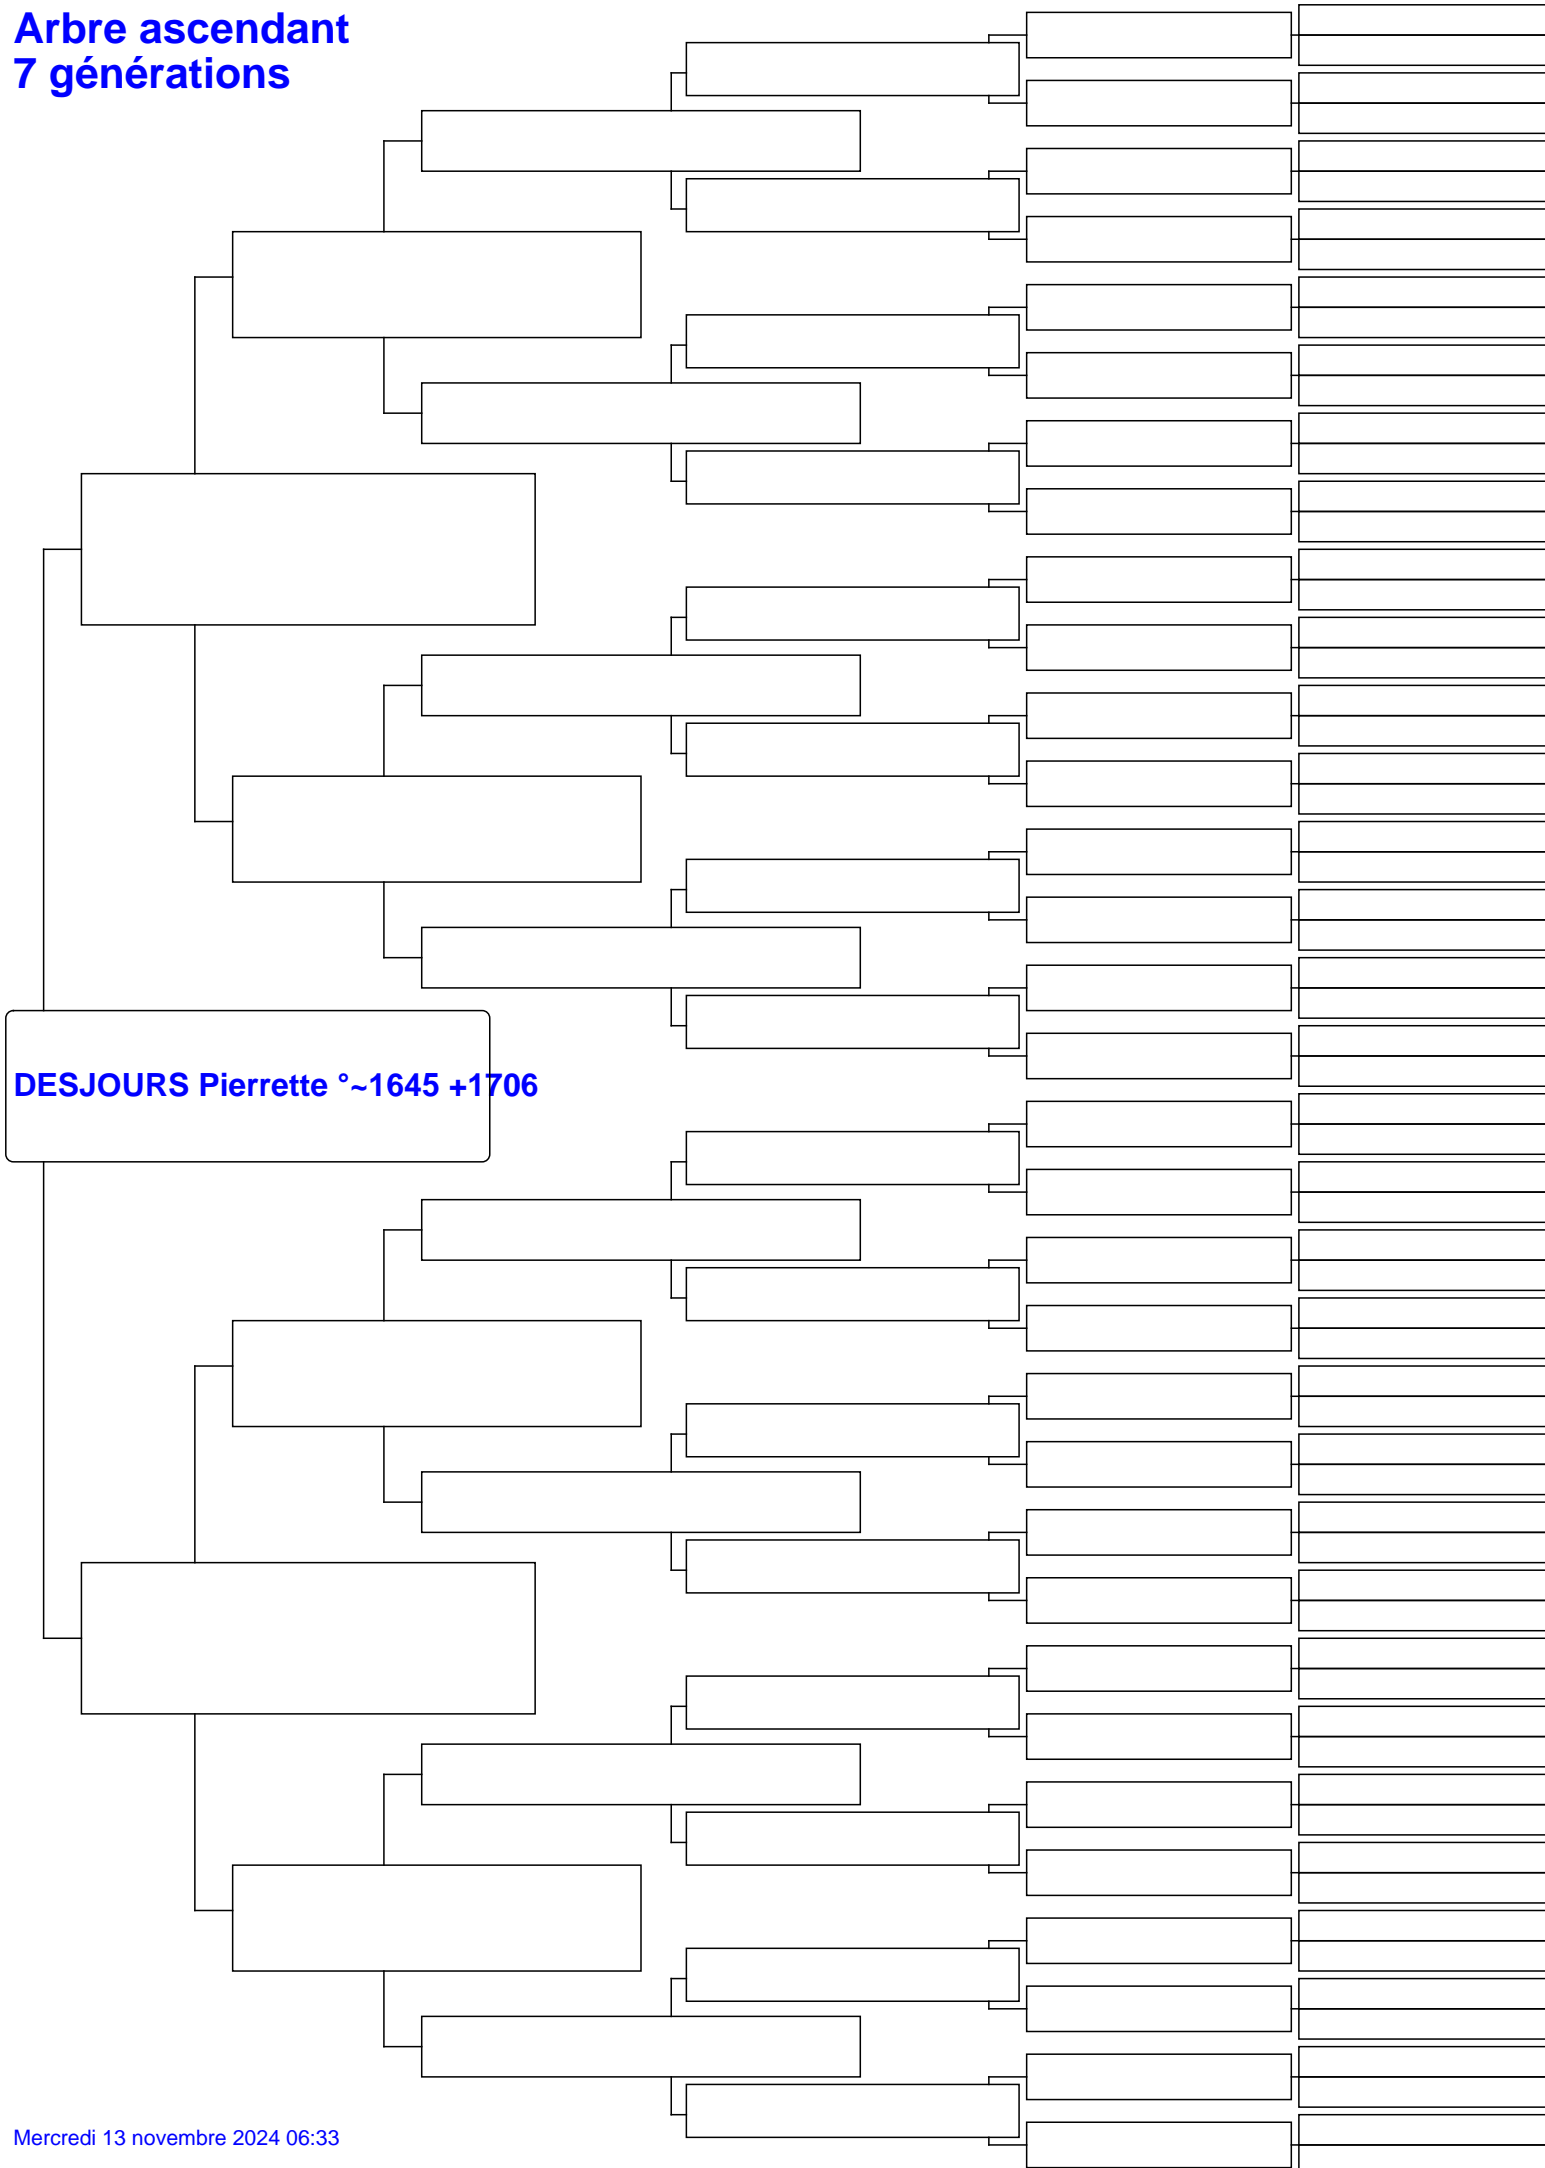 Arbre ascendant
7 générations
DESJOURS Pierrette °~1645 +1706
Mercredi 13 novembre 2024 06:33